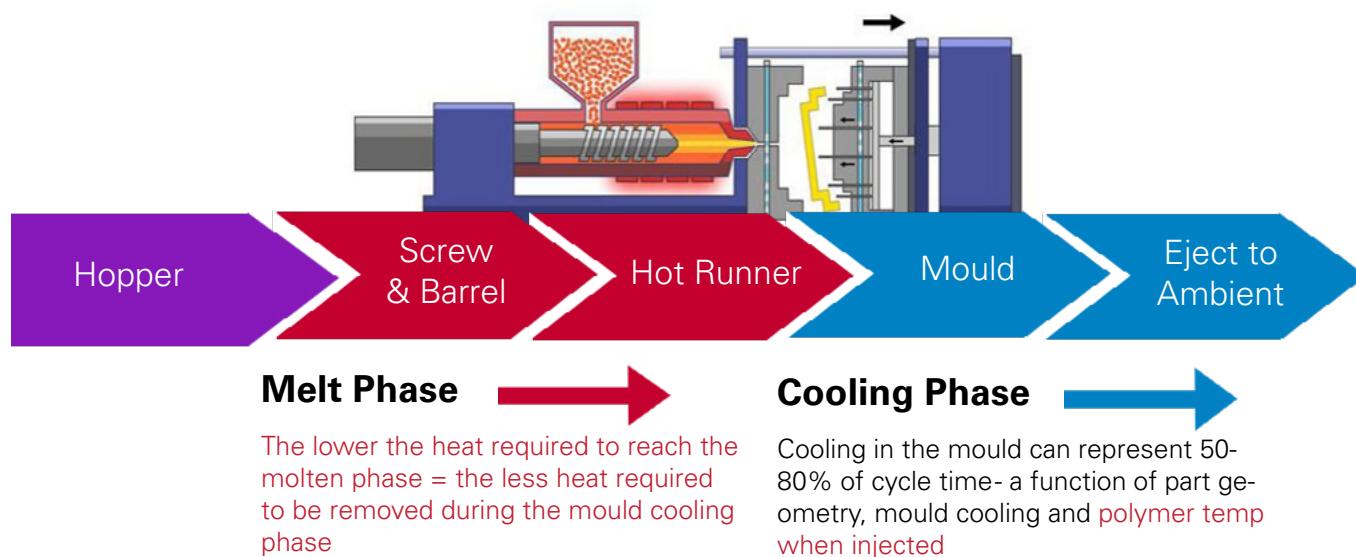 Hopper
Screw
& Barrel
Hot Runner
Mould
Eject to
Ambient
Melt Phase
The lower the heat required to reach the
molten phase = the less heat required
to be removed during the mould cooling
phase
Cooling Phase
Cooling in the mould can represent 50-
80% of cycle time- a function of part ge-
ometry, mould cooling and polymer temp
when injected